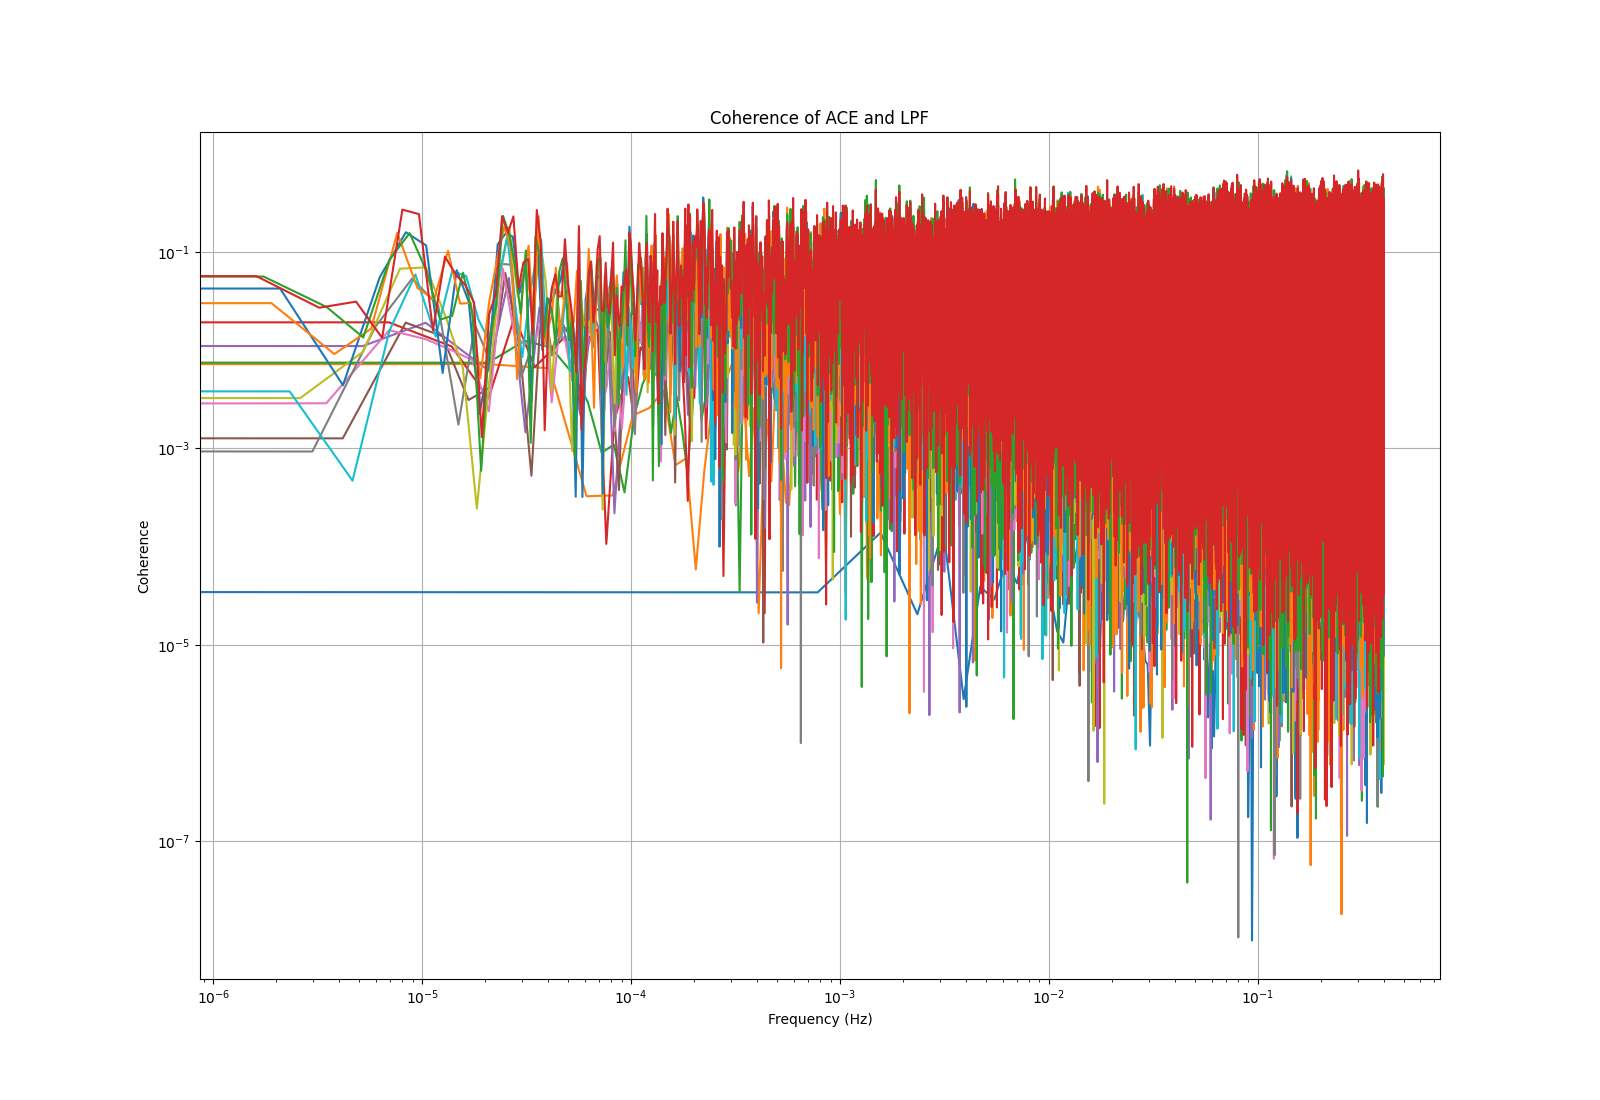 Coherence of ACE and LPF
10⁻¹
10⁻³
10⁻⁵
10⁻⁷
Coherence
10⁻⁶ 10⁻⁵ 10⁻⁴ 10⁻³ 10⁻² 10⁻¹
Frequency (Hz)